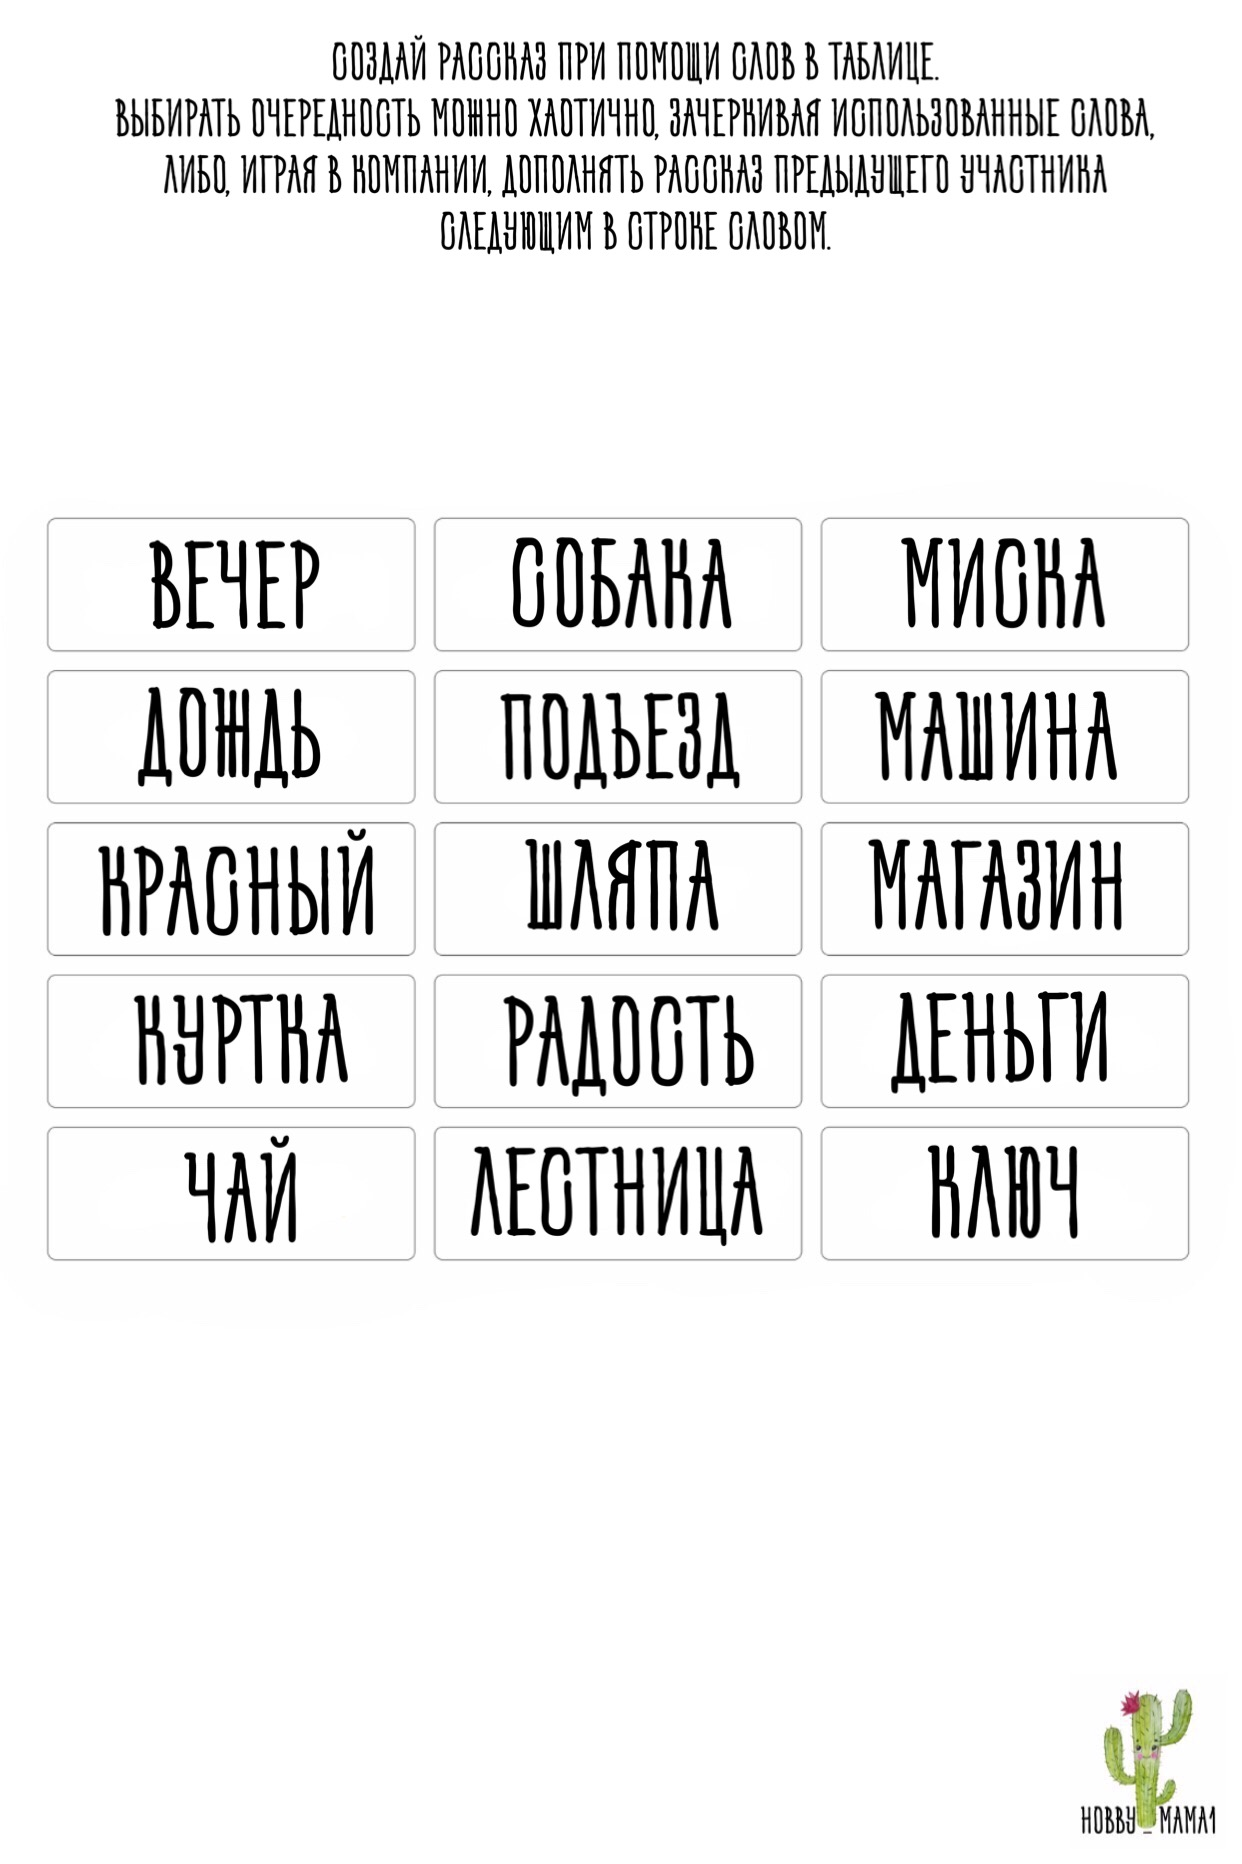 СОЗДАЙ РАССКАЗ ПРИ ПОМОЩИ СЛОВ В ТАБЛИЦЕ.
ВЫБИРАТЬ ОЧЕРЕДНОСТЬ МОЖНО ХАОТИЧНО, ЗАЧЕРКИВАЯ ИСПОЛЬЗОВАННЫЕ СЛОВА,
ЛИБО, ИГРАЯ В КОМПАНИИ, ДОПОЛНЯТЬ РАССКАЗ ПРЕДЫДУЩЕГО УЧАСТНИКА
СЛЕДУЮЩИМ В СТРОКЕ СЛОВОМ.
ВЕЧЕР СОБАКА МИСКА
ДОЖДЬ ПОДЪЕЗД МАШИНА
КРАСНЫЙ ШЛЯПА МАГАЗИН
КУРТКА РАДОСТЬ ДЕНЬГИ
ЧАЙ ЛЕСТНИЦА КЛЮЧ
HOBBY_MAMA1